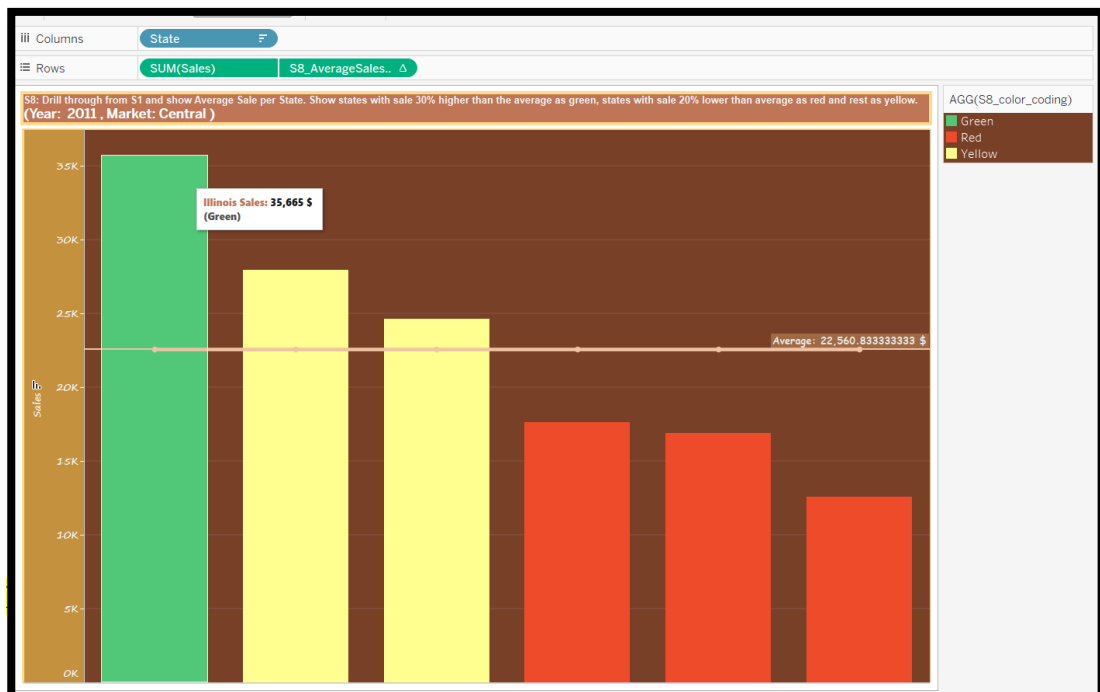 Columns
State
Rows
SUM(Sales)
S8_AverageSales..
S8: Drill through from S1 and show Average Sale per State. Show states with sale 30% higher than the average as green, states with sale 20% lower than average as red and rest as yellow.
(Year: 2011 , Market: Central )
AGG(S8_color_coding)
Green
Red
Yellow
35K
Illinois Sales: 35,665 $
(Green)
30K
25K
Average: 22,560.833333333 $
20K
Sales
15K
10K
5K
0K